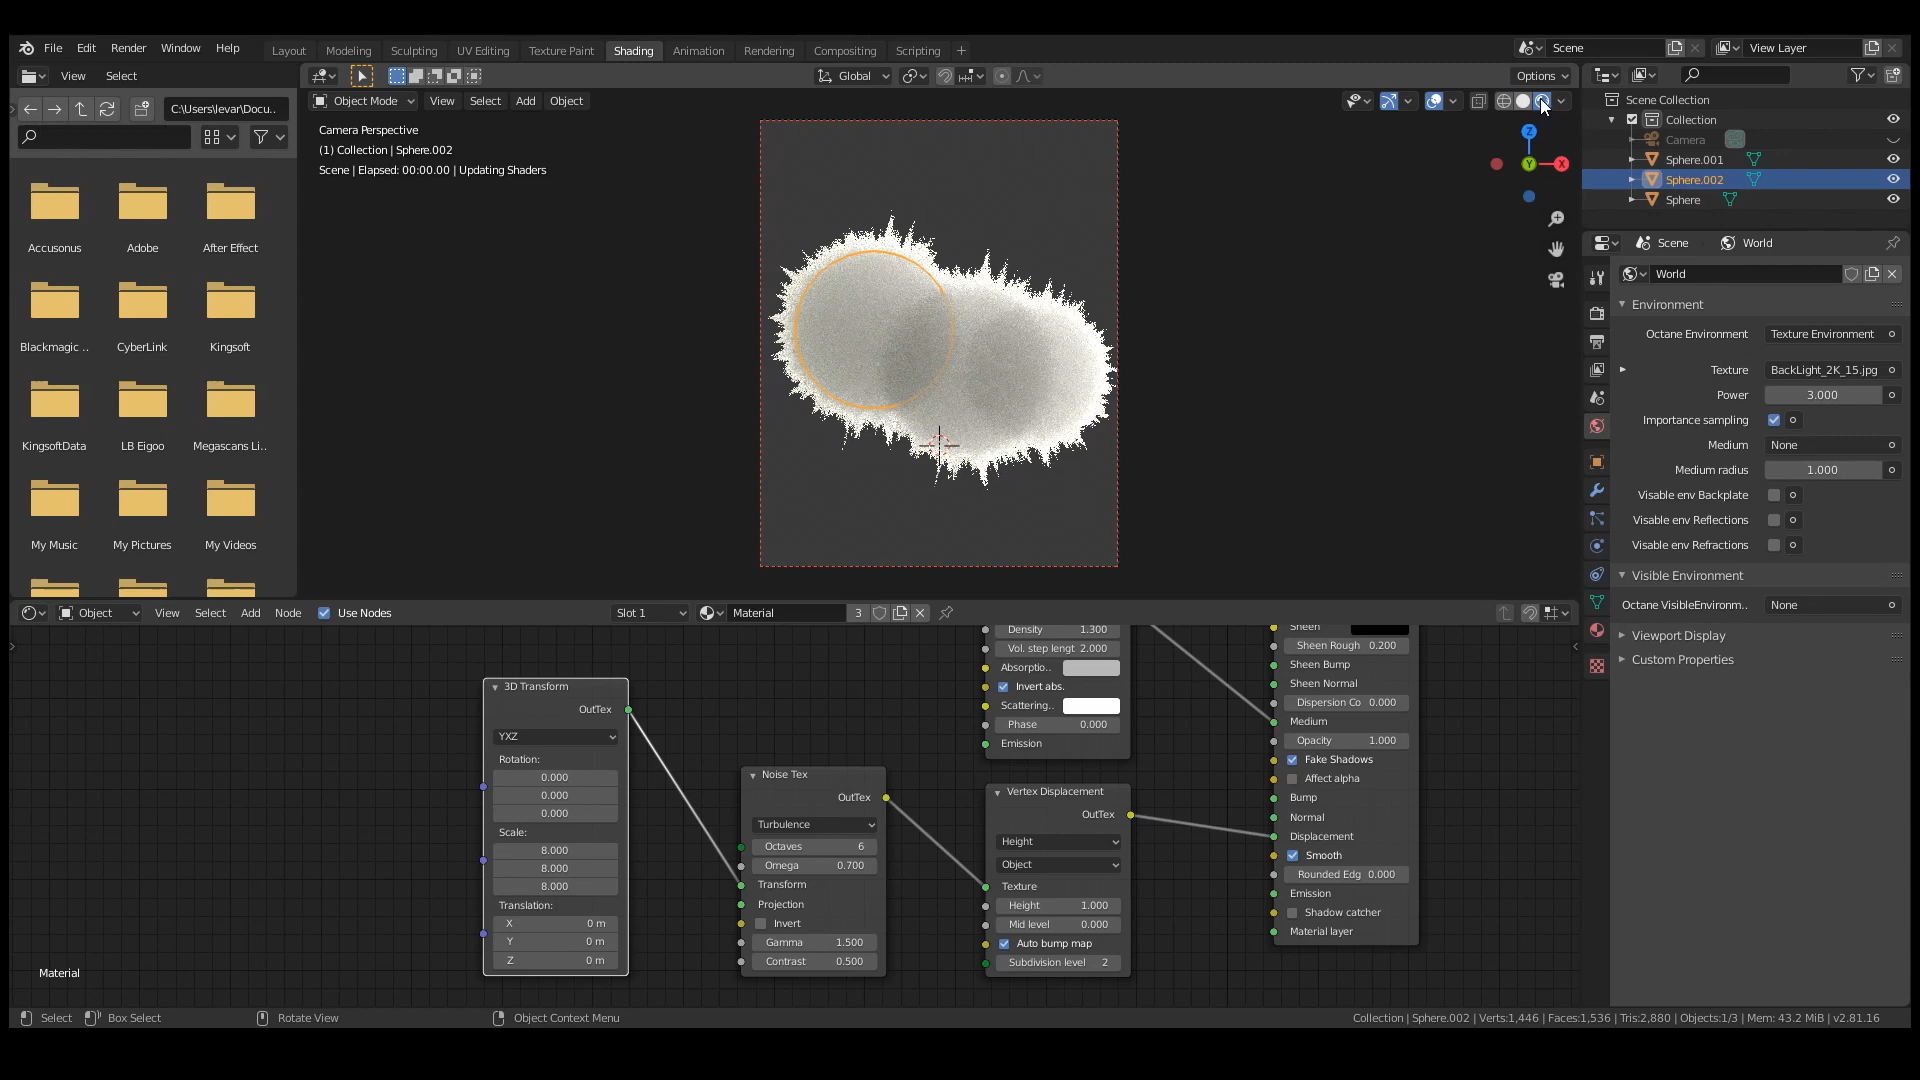 File Edit Render Window Help
Layout Modeling Sculpting UV Editing Texture Paint Shading Animation Rendering Compositing Scripting +
Scene View Layer
View Select
Global Options
Object Mode View Select Add Object
C:\Users\levar\Docu..
Camera Perspective
(1) Collection | Sphere.002
Scene | Elapsed: 00:00.00 | Updating Shaders
Z
Y
X
Accusonus Adobe After Effect
Blackmagic .. CyberLink Kingsoft
KingsoftData LB Eigoo Megascans Li..
My Music My Pictures My Videos
Scene Collection
Collection
Camera
Sphere.001
Sphere.002
Sphere
Scene World
World
Environment
Octane Environment Texture Environment
Texture BackLight_2K_15.jpg
Power 3.000
Importance sampling
Medium None
Medium radius 1.000
Visable env Backplate
Visable env Reflections
Visable env Refractions
Visible Environment
Octane VisibleEnvironm.. None
Viewport Display
Custom Properties
Object View Select Add Node Use Nodes Slot 1 Material 3
3D Transform
OutTex
YXZ
Rotation:
0.000
0.000
0.000
Scale:
8.000
8.000
8.000
Translation:
X 0 m
Y 0 m
Z 0 m
Noise Tex
OutTex
Turbulence
Octaves 6
Omega 0.700
Transform
Projection
Invert
Gamma 1.500
Contrast 0.500
Density 1.300
Vol. step lengt 2.000
Absorptio..
Invert abs.
Scattering..
Phase 0.000
Emission
Vertex Displacement
OutTex
Height
Object
Texture
Height 1.000
Mid level 0.000
Auto bump map
Subdivision level 2
Sheen
Sheen Rough 0.200
Sheen Bump
Sheen Normal
Dispersion Co 0.000
Medium
Opacity 1.000
Fake Shadows
Affect alpha
Bump
Normal
Displacement
Smooth
Rounded Edg 0.000
Emission
Shadow catcher
Material layer
Material
Select Box Select Rotate View Object Context Menu
Collection | Sphere.002 | Verts:1,446 | Faces:1,536 | Tris:2,880 | Objects:1/3 | Mem: 43.2 MiB | v2.81.16